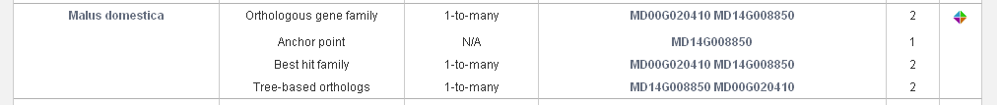 Malus domestica Orthologous gene family 1-to-many MD00G020410 MD14G008850 2
Anchor point N/A MD14G008850 1
Best hit family 1-to-many MD00G020410 MD14G008850 2
Tree-based orthologs 1-to-many MD14G008850 MD00G020410 2